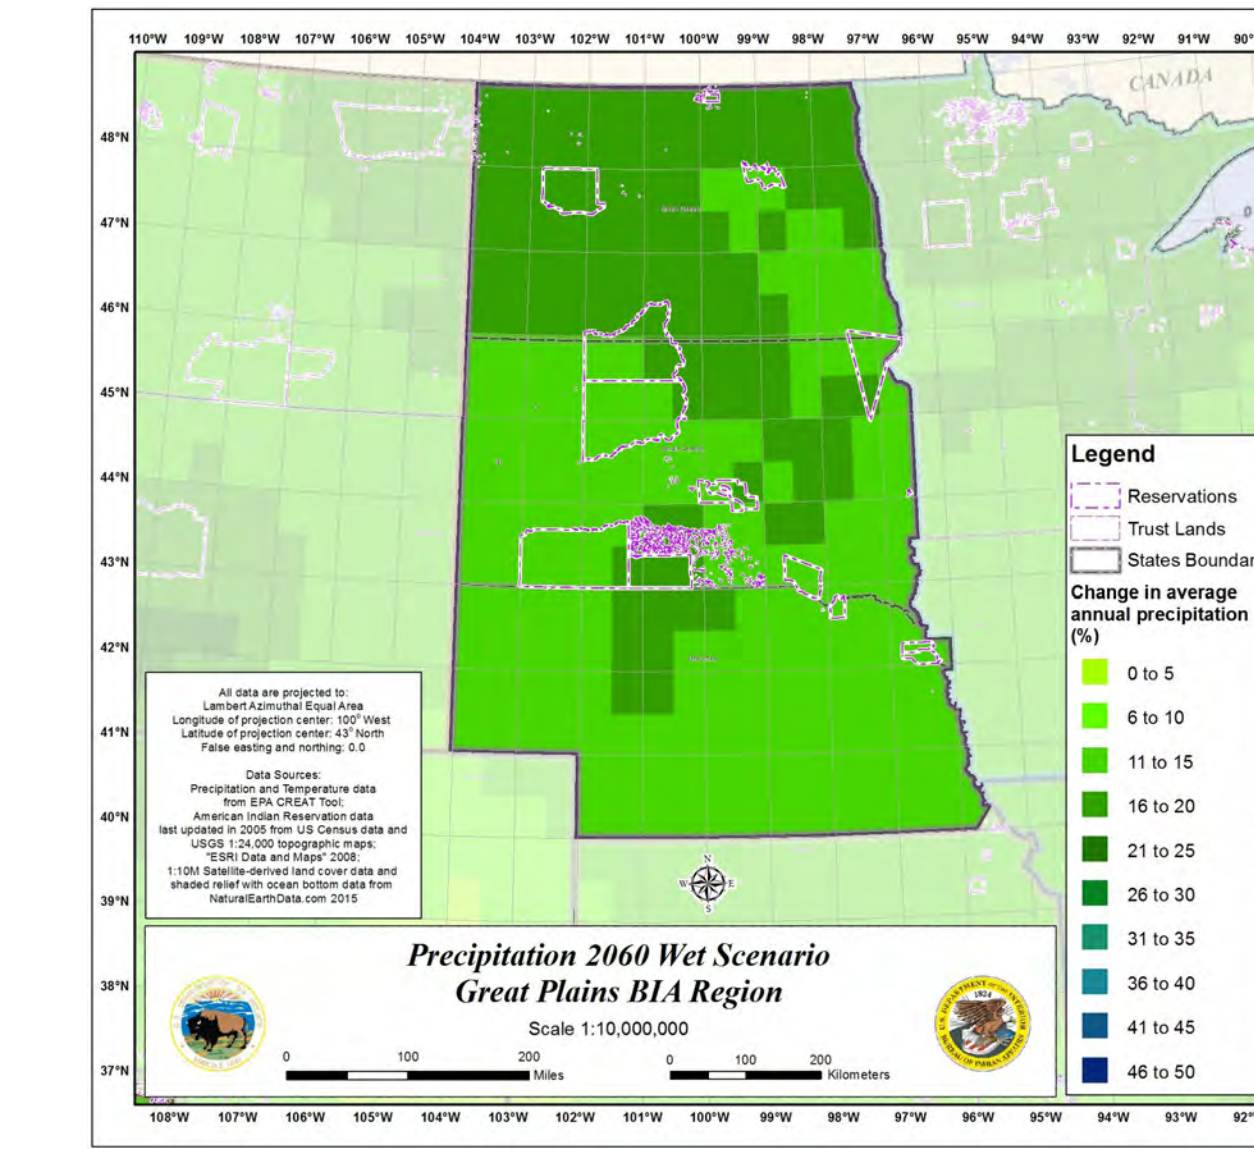 110°W 109°W 108°W 107°W 106°W 105°W 104°W 103°W 102°W 101°W 100°W 99°W 98°W 97°W 96°W 95°W 94°W 93°W 92°W 91°W 90°
CANADA
48°N
47°N
46°N
45°N
44°N
43°N
42°N
41°N
40°N
39°N
38°N
37°N
Legend
Reservations
Trust Lands
States Boundar
Change in average
annual precipitation
(%)
0 to 5
6 to 10
11 to 15
16 to 20
21 to 25
26 to 30
31 to 35
36 to 40
41 to 45
46 to 50
All data are projected to:
Lambert Azimuthal Equal Area
Longitude of projection center: 100° West
Latitude of projection center: 43° North
False easting and northing: 0.0
Data Sources:
Precipitation and Temperature data
from EPA CREAT Tool;
American Indian Reservation data
last updated in 2005 from US Census data and
USGS 1:24,000 topographic maps;
"ESRI Data and Maps" 2008;
1:10M Satellite-derived land cover data and
shaded relief with ocean bottom data from
NaturalEarthData.com 2015
N
W E
S
Precipitation 2060 Wet Scenario
Great Plains BIA Region
Scale 1:10,000,000
0 100 200
Miles
0 100 200
Kilometers
U.S. DEPARTMENT OF THE INTERIOR
1824
BUREAU OF INDIAN AFFAIRS
108°W 107°W 106°W 105°W 104°W 103°W 102°W 101°W 100°W 99°W 98°W 97°W 96°W 95°W 94°W 93°W 92°